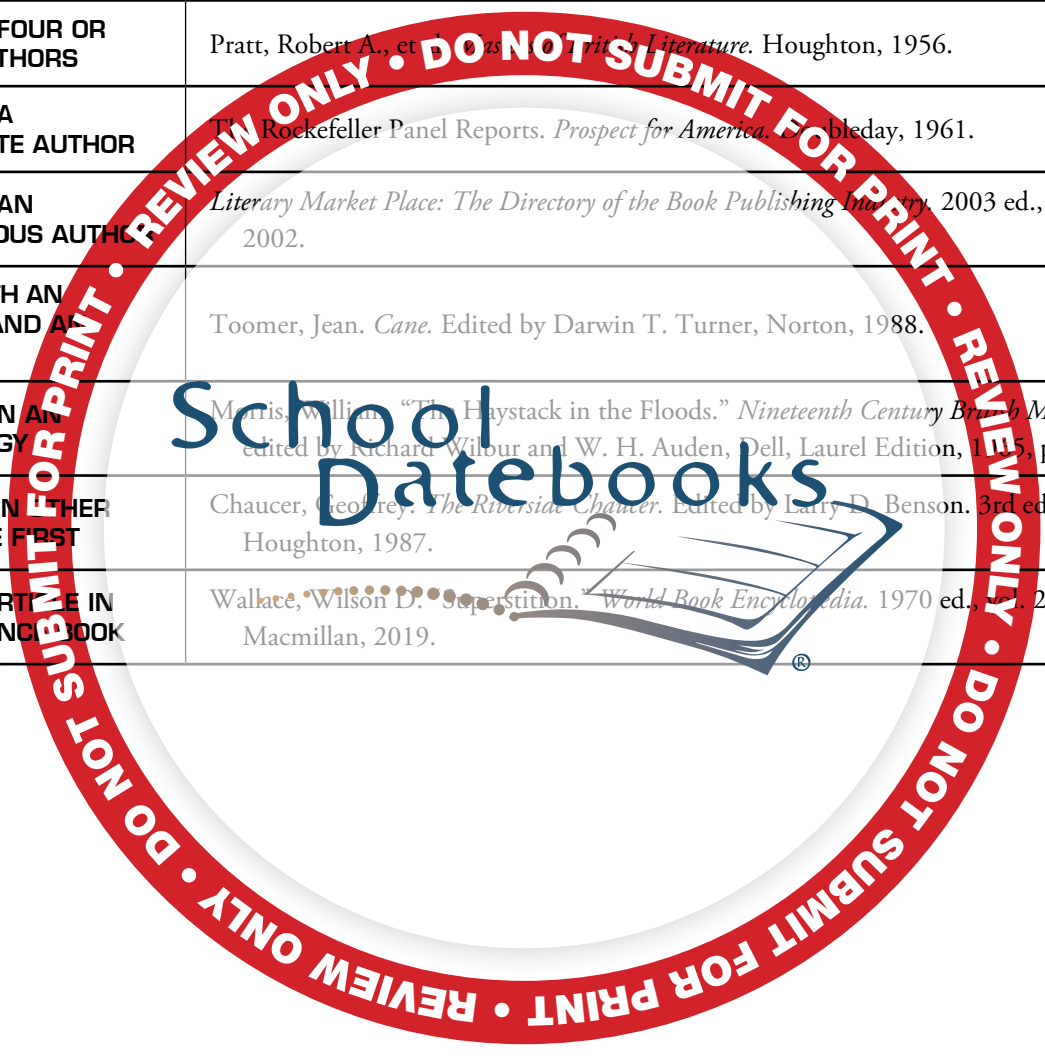 FOUR OR
THORS
Pratt, Robert A., et al. Masters of British Literature. Houghton, 1956.
A
TE AUTHOR
The Rockefeller Panel Reports. Prospect for America. Doubleday, 1961.
AN
OUS AUTHOR
Literary Market Place: The Directory of the Book Publishing Industry. 2003 ed.,
2002.
TH AN
AND AN
Toomer, Jean. Cane. Edited by Darwin T. Turner, Norton, 1988.
N AN
GY
Morris, William. “The Haystack in the Floods.” Nineteenth Century British M
edited by Richard Wilbur and W. H. Auden, Dell, Laurel Edition, 1965, p
N OTHER
E FIRST
Chaucer, Geoffrey. The Riverside Chaucer. Edited by Larry D. Benson. 3rd ed
Houghton, 1987.
RTICLE IN
NCE BOOK
Wallace, Wilson D. “Superstition.” World Book Encyclopedia. 1970 ed., vol. 2
Macmillan, 2019.
School
Datebooks
®
REVIEW ONLY • DO NOT SUBMIT FOR PRINT • REVIEW ONLY • DO NOT SUBMIT FOR PRINT • REVIEW ONLY • DO NOT SUBMIT FOR PRINT •